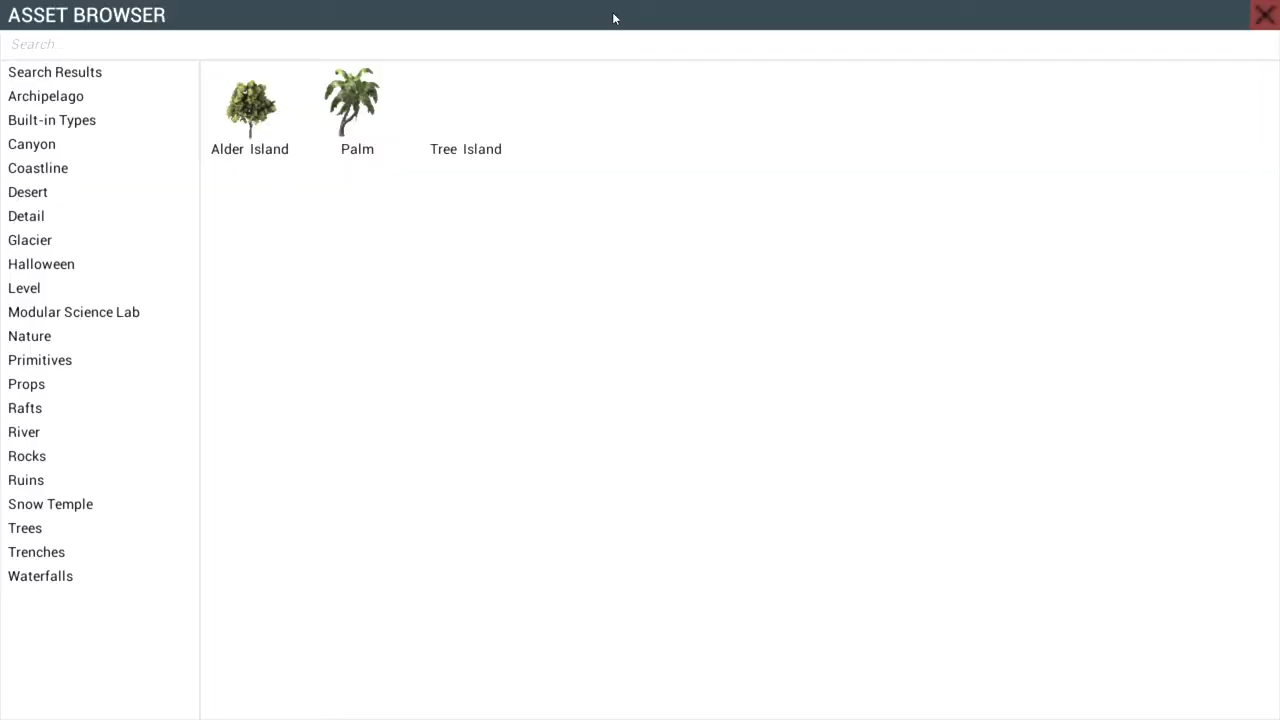 ASSET BROWSER
Search...
Search Results
Archipelago
Built-in Types
Canyon
Coastline
Desert
Detail
Glacier
Halloween
Level
Modular Science Lab
Nature
Primitives
Props
Rafts
River
Rocks
Ruins
Snow Temple
Trees
Trenches
Waterfalls
Alder Island
Palm
Tree Island